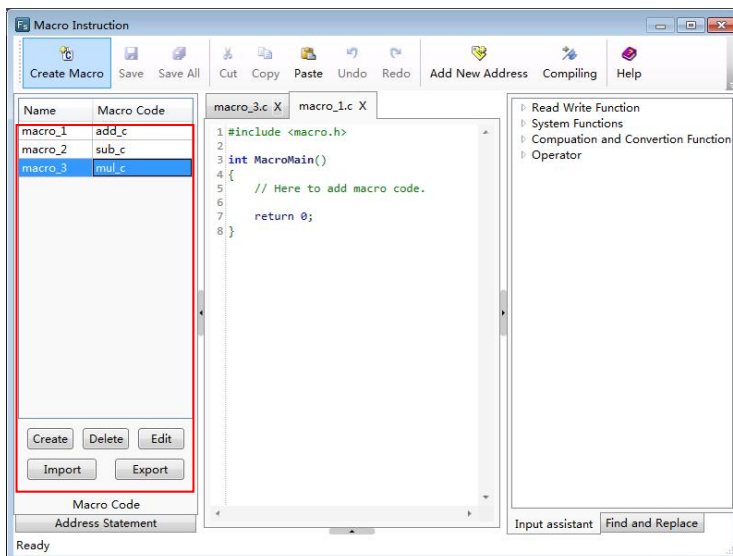 Macro Instruction
Create Macro Save Save All Cut Copy Paste Undo Redo Add New Address Compiling Help
Name Macro Code
macro_1 add_c
macro_2 sub_c
macro_3 mul_c
Create Delete Edit
Import Export
Macro Code
Address Statement
macro_3.c X macro_1.c X
1 #include <macro.h>
2
3 int MacroMain()
4 {
5 // Here to add macro code.
6
7 return 0;
8 }
Read Write Function
System Functions
Compuation and Convertion Function
Operator
Input assistant Find and Replace
Ready